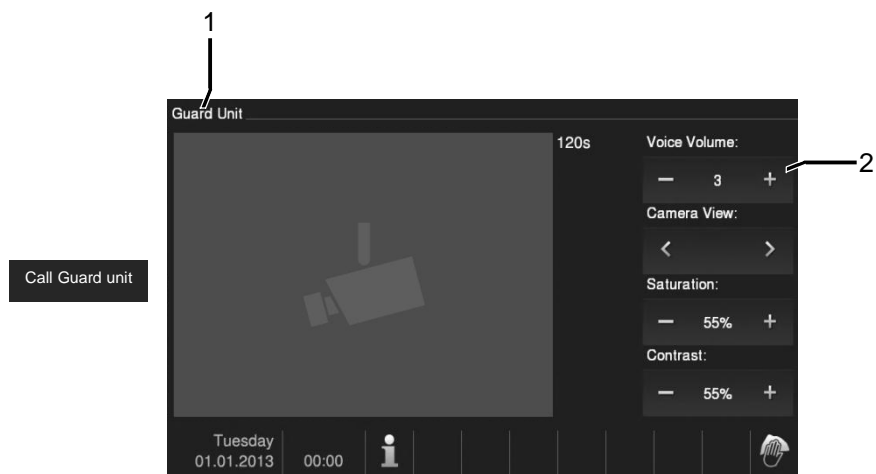 1
Guard Unit
120s
Voice Volume:
− 3 +
2
Camera View:
< >
Call Guard unit
Saturation:
− 55% +
Contrast:
− 55% +
Tuesday
01.01.2013 00:00 i